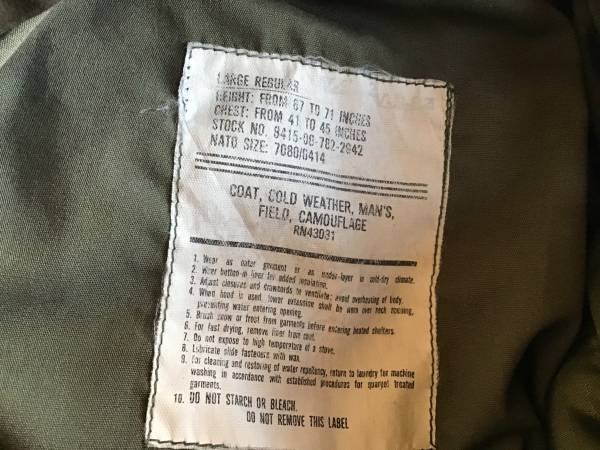 LARGE REGULAR
HEIGHT: FROM 67 TO 71 INCHES
CHEST: FROM 41 TO 45 INCHES
STOCK NO. 8415-00-782-2942
NATO SIZE: 7080/0414
COAT, COLD WEATHER, MAN'S,
FIELD, CAMOUFLAGE
RN43031
1. Wear as outer garment or as under-layer in cold-dry climate.
2. Wear button-in liner for added insulation.
3. Adjust closures and drawcords to ventilate; avoid overheating of body.
4. When hood is used, lower extension shall be worn over neck opening,
preventing water entering opening.
5. Brush snow or frost from garments before entering heated shelters.
6. For fast drying, remove liner from coat.
7. Do not expose to high temperature of a stove.
8. Lubricate slide fasteners with wax.
9. For cleaning and restoring of water repellency, return to laundry for machine
washing in accordance with established procedures for quarpel treated
garments.
10. DO NOT STARCH OR BLEACH.
DO NOT REMOVE THIS LABEL